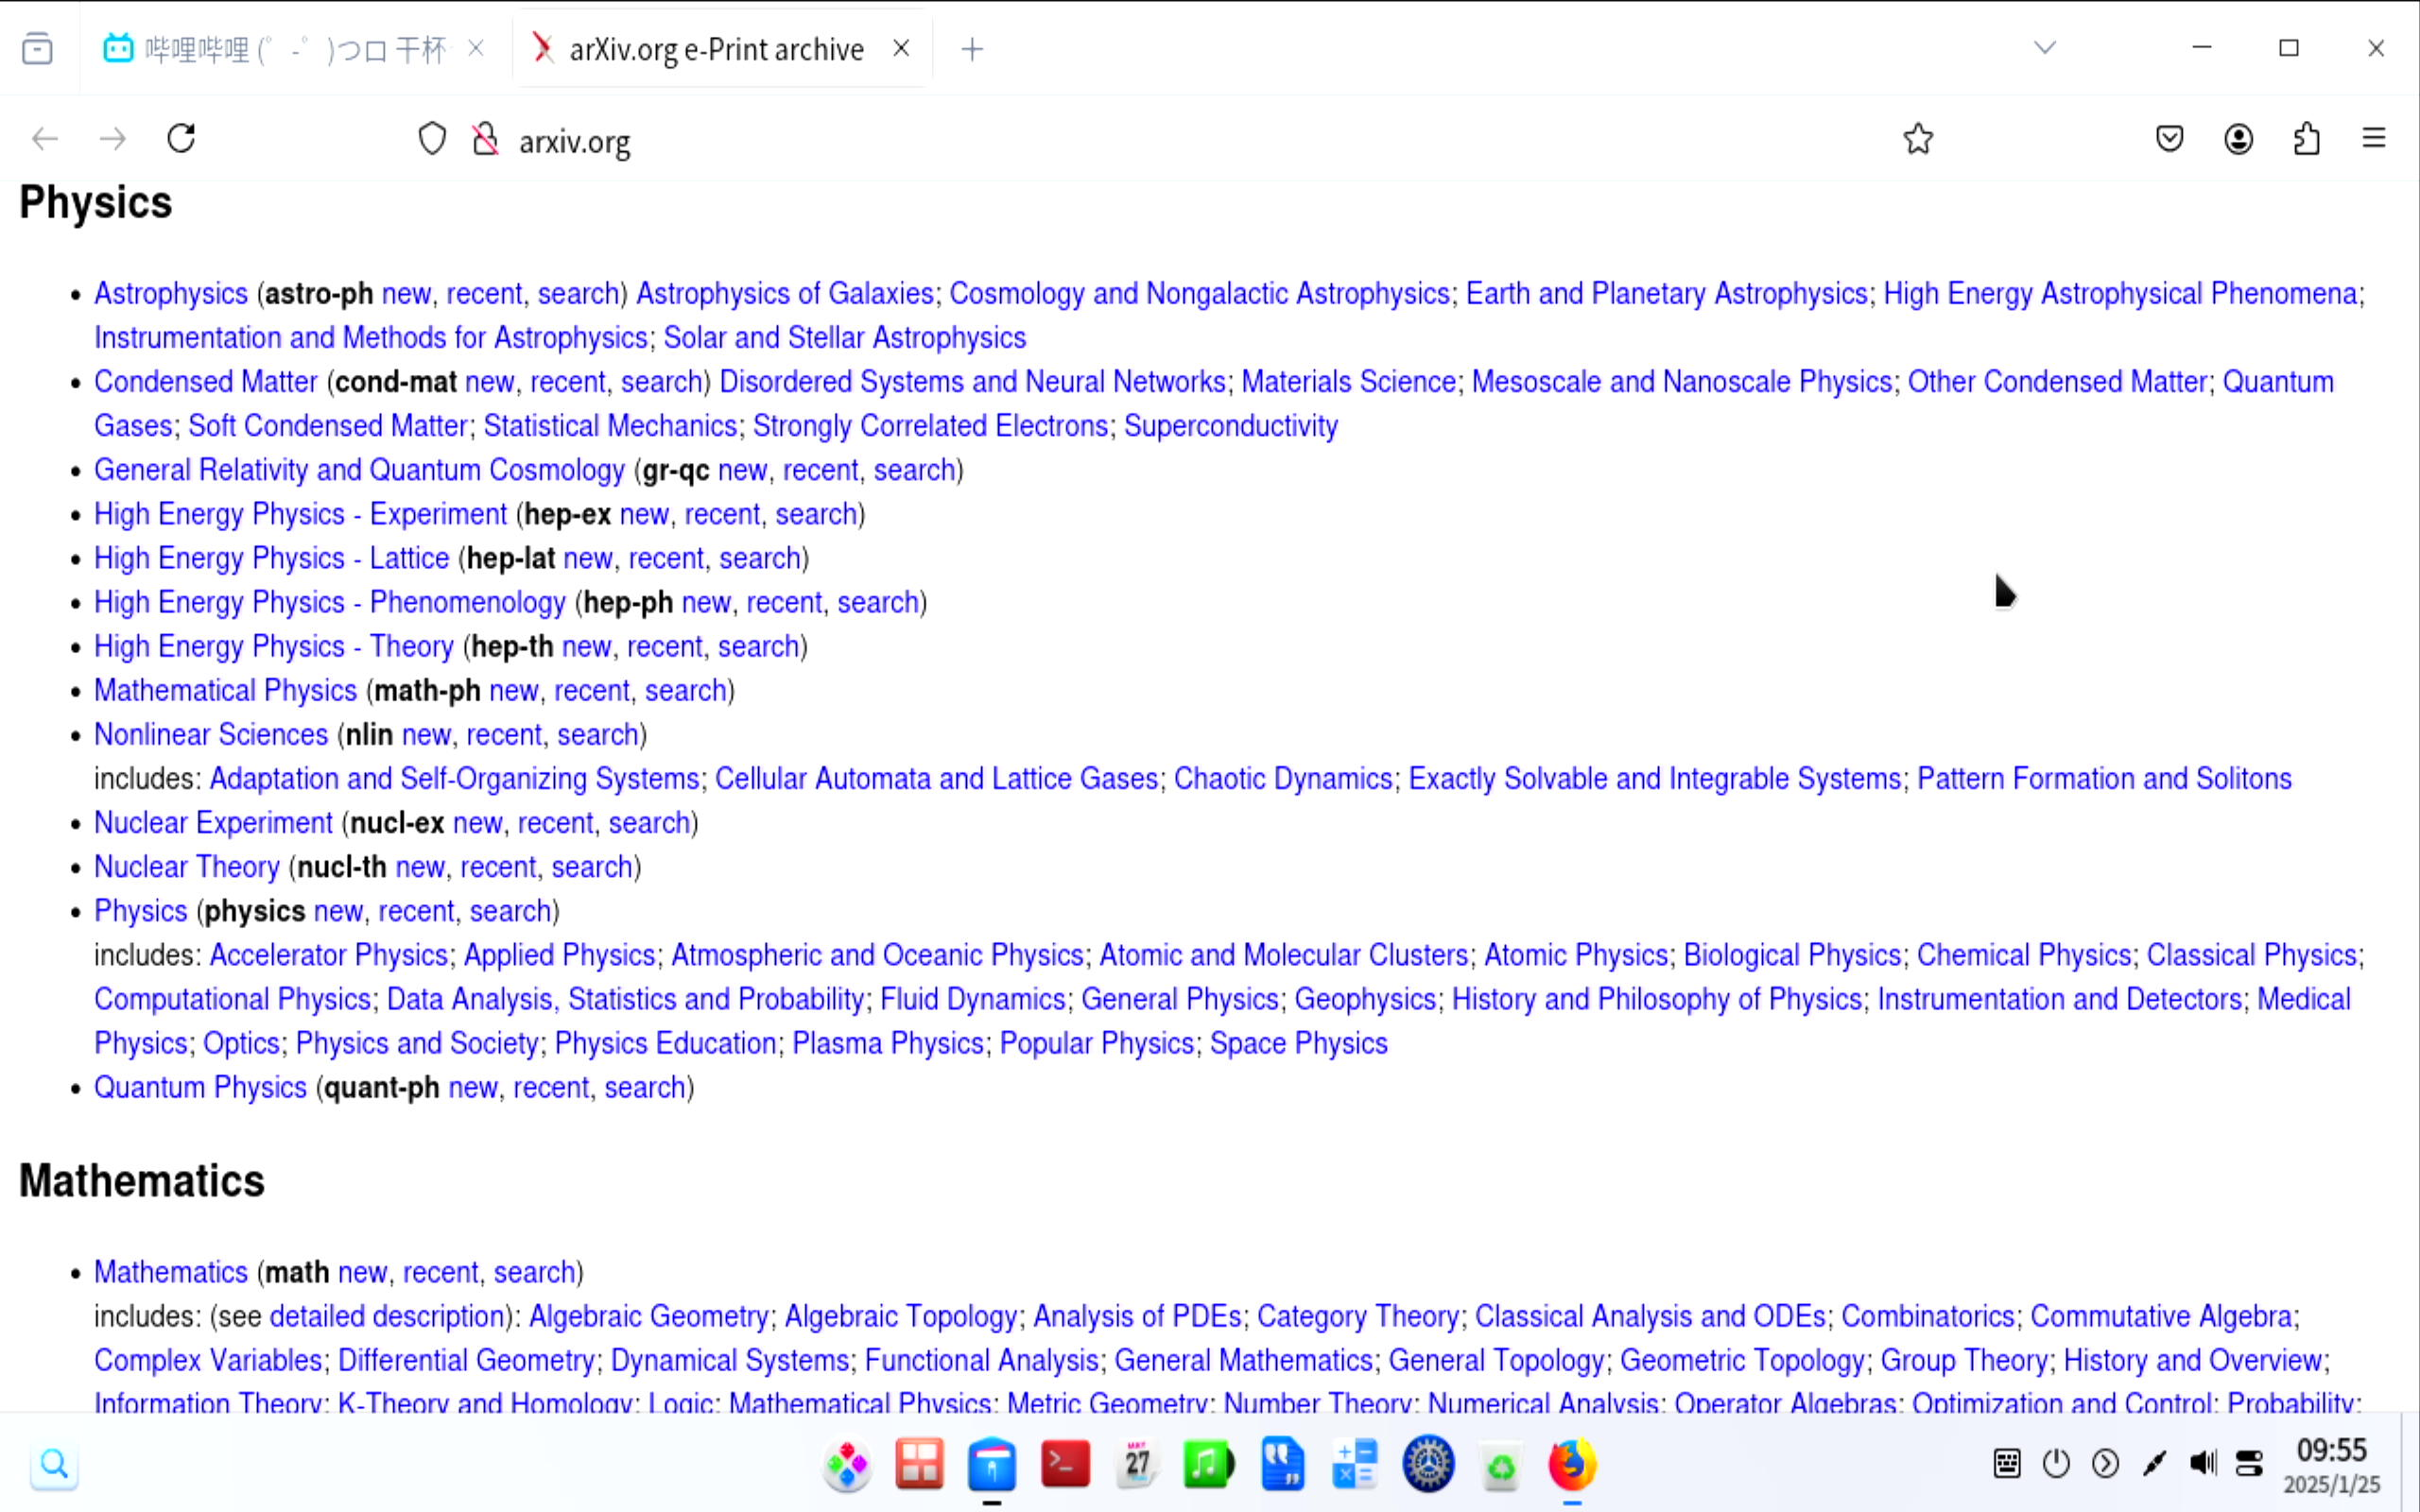 哔哩哔哩 (゜-゜)つロ 干杯
arXiv.org e-Print archive
arxiv.org
Physics
Astrophysics (astro-ph new, recent, search) Astrophysics of Galaxies; Cosmology and Nongalactic Astrophysics; Earth and Planetary Astrophysics; High Energy Astrophysical Phenomena;
Instrumentation and Methods for Astrophysics; Solar and Stellar Astrophysics
Condensed Matter (cond-mat new, recent, search) Disordered Systems and Neural Networks; Materials Science; Mesoscale and Nanoscale Physics; Other Condensed Matter; Quantum
Gases; Soft Condensed Matter; Statistical Mechanics; Strongly Correlated Electrons; Superconductivity
General Relativity and Quantum Cosmology (gr-qc new, recent, search)
High Energy Physics - Experiment (hep-ex new, recent, search)
High Energy Physics - Lattice (hep-lat new, recent, search)
High Energy Physics - Phenomenology (hep-ph new, recent, search)
High Energy Physics - Theory (hep-th new, recent, search)
Mathematical Physics (math-ph new, recent, search)
Nonlinear Sciences (nlin new, recent, search)
includes: Adaptation and Self-Organizing Systems; Cellular Automata and Lattice Gases; Chaotic Dynamics; Exactly Solvable and Integrable Systems; Pattern Formation and Solitons
Nuclear Experiment (nucl-ex new, recent, search)
Nuclear Theory (nucl-th new, recent, search)
Physics (physics new, recent, search)
includes: Accelerator Physics; Applied Physics; Atmospheric and Oceanic Physics; Atomic and Molecular Clusters; Atomic Physics; Biological Physics; Chemical Physics; Classical Physics;
Computational Physics; Data Analysis, Statistics and Probability; Fluid Dynamics; General Physics; Geophysics; History and Philosophy of Physics; Instrumentation and Detectors; Medical
Physics; Optics; Physics and Society; Physics Education; Plasma Physics; Popular Physics; Space Physics
Quantum Physics (quant-ph new, recent, search)
Mathematics
Mathematics (math new, recent, search)
includes: (see detailed description): Algebraic Geometry; Algebraic Topology; Analysis of PDEs; Category Theory; Classical Analysis and ODEs; Combinatorics; Commutative Algebra;
Complex Variables; Differential Geometry; Dynamical Systems; Functional Analysis; General Mathematics; General Topology; Geometric Topology; Group Theory; History and Overview;
Information Theory; K-Theory and Homology; Logic; Mathematical Physics; Metric Geometry; Number Theory; Numerical Analysis; Operator Algebras; Optimization and Control; Probability;
MAY
27
09:55
2025/1/25